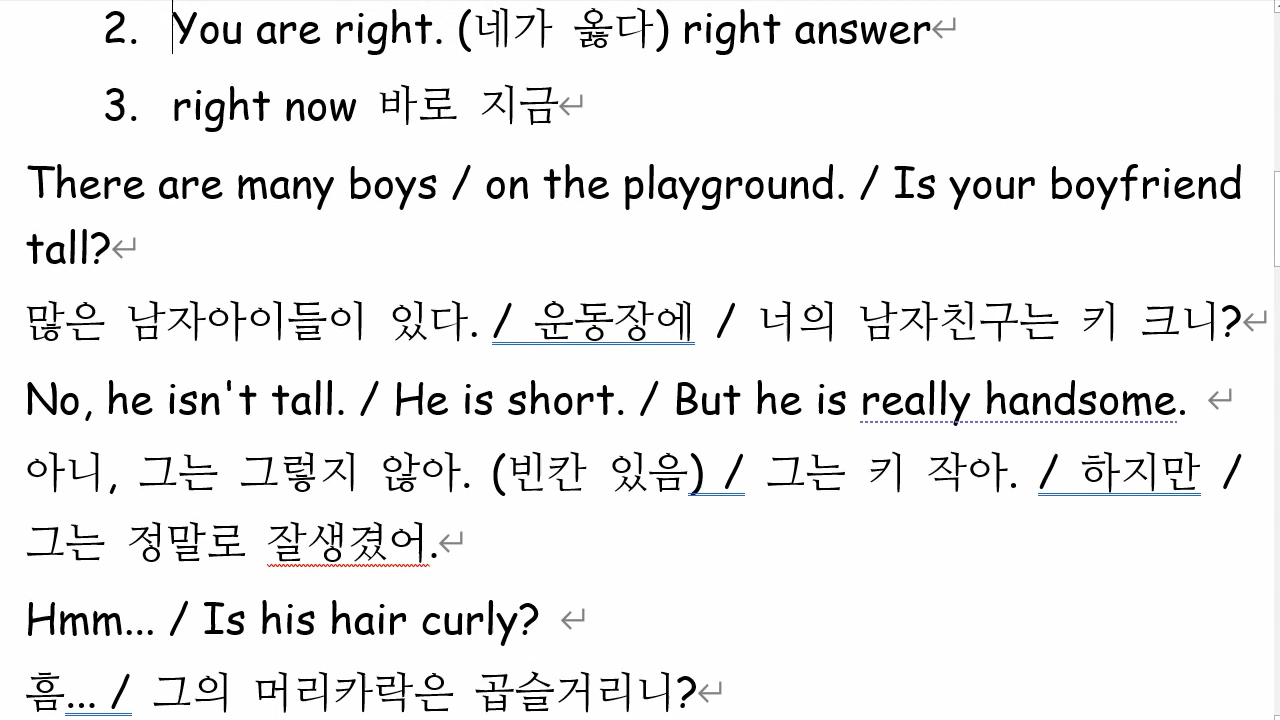 2. You are right. (네가 옳다) right answer↵
3. right now 바로 지금↵
There are many boys / on the playground. / Is your boyfriend
tall?↵
많은 남자아이들이 있다. / 운동장에 / 너의 남자친구는 키 크니?↵
No, he isn't tall. / He is short. / But he is really handsome. ↵
아니, 그는 그렇지 않아. (빈칸 있음) / 그는 키 작아. / 하지만 /
그는 정말로 잘생겼어.↵
Hmm... / Is his hair curly? ↵
흠... / 그의 머리카락은 곱슬거리니?↵